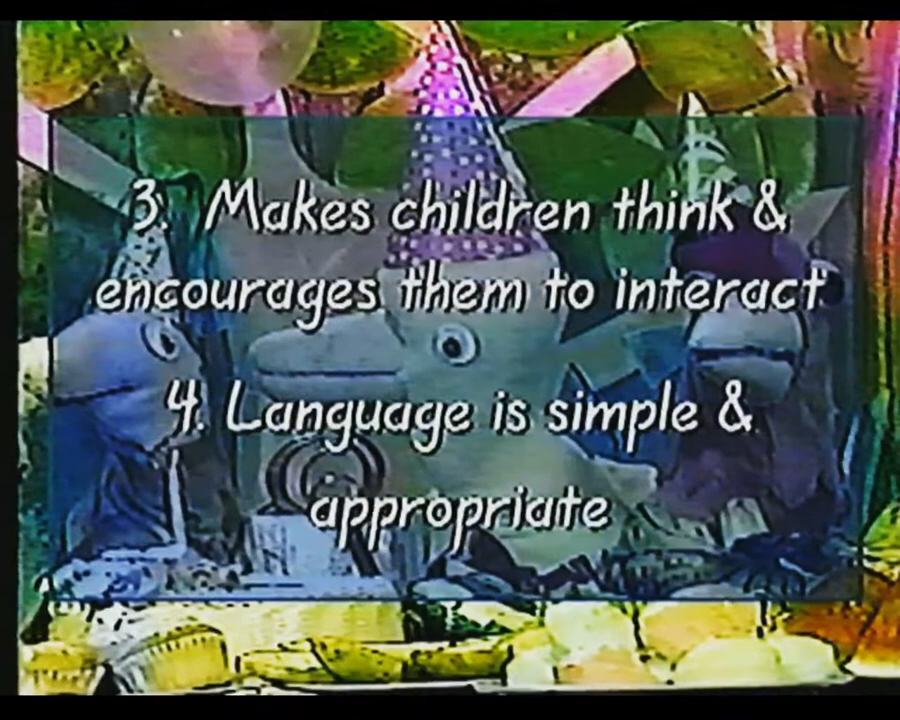 3. Makes children think &
encourages them to interact
4. Language is simple &
appropriate